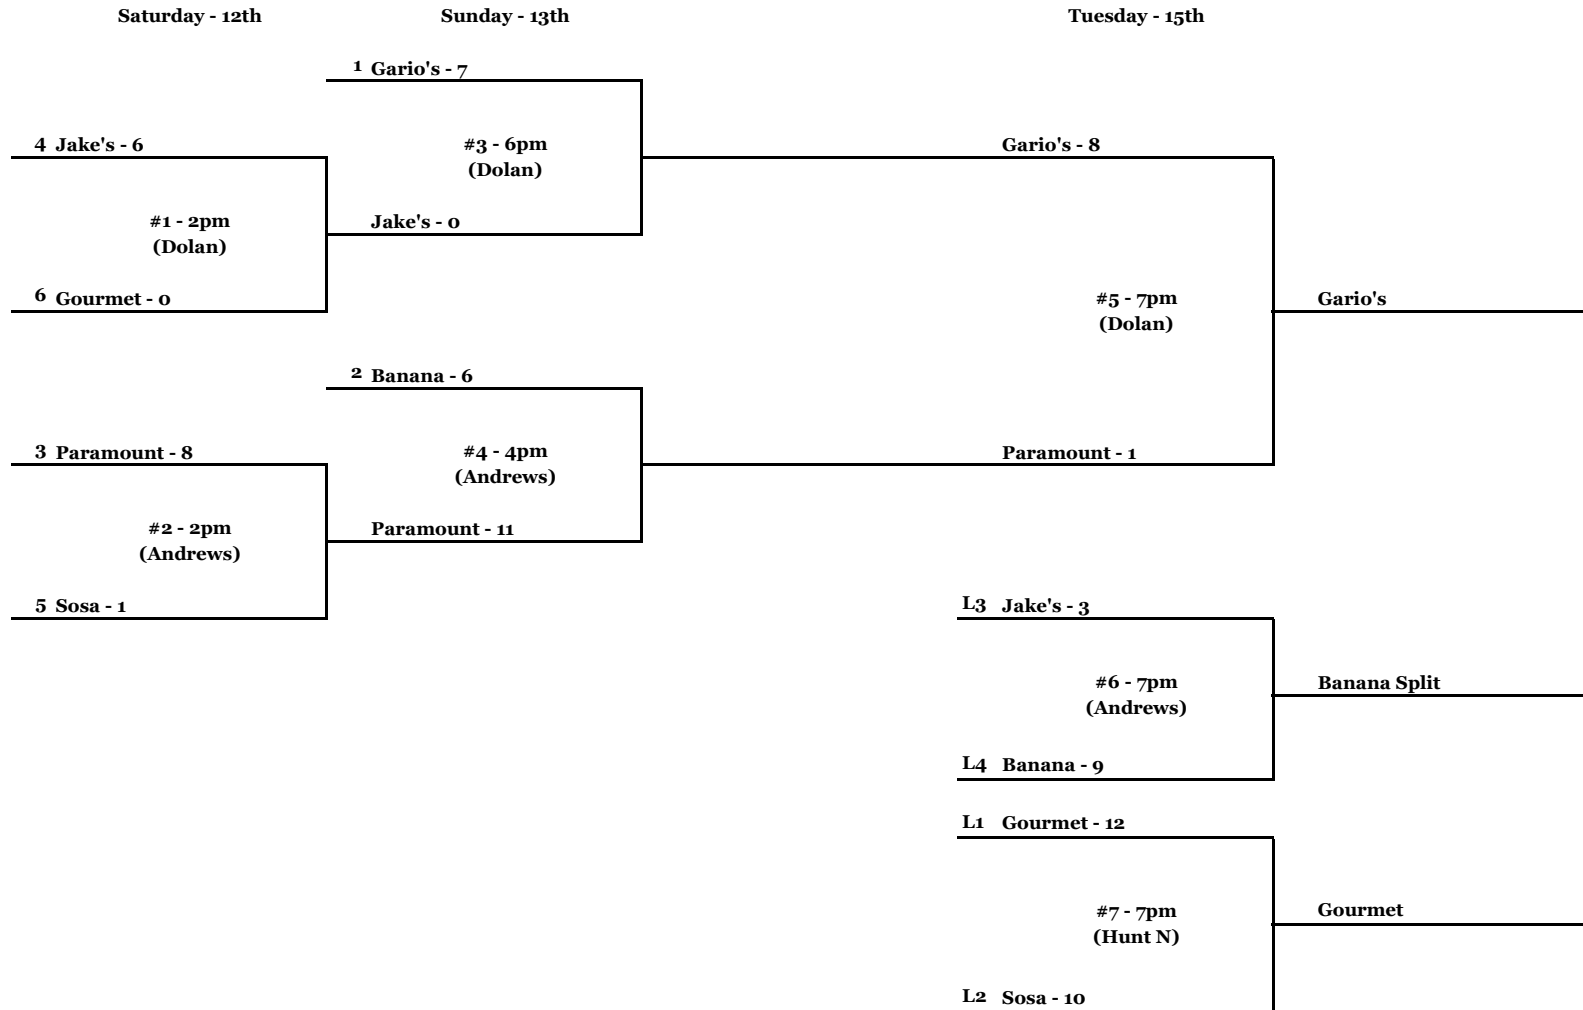 Saturday - 12th
Sunday - 13th
Tuesday - 15th
1 Gario's - 7
4 Jake's - 6
#3 - 6pm
(Dolan)
Gario's - 8
#1 - 2pm
(Dolan)
Jake's - 0
6 Gourmet - 0
#5 - 7pm
(Dolan)
Gario's
2 Banana - 6
3 Paramount - 8
#4 - 4pm
(Andrews)
Paramount - 1
#2 - 2pm
(Andrews)
Paramount - 11
5 Sosa - 1
L3 Jake's - 3
#6 - 7pm
(Andrews)
Banana Split
L4 Banana - 9
L1 Gourmet - 12
#7 - 7pm
(Hunt N)
Gourmet
L2 Sosa - 10